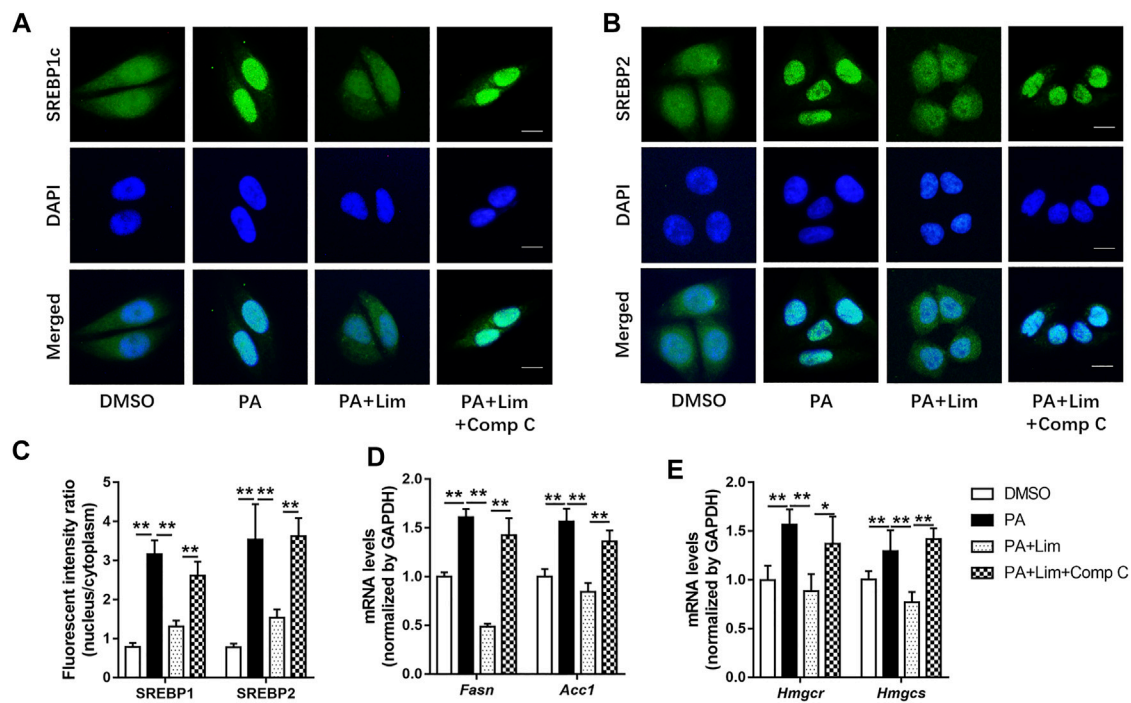 A
SREBP1c
DAPI
Merged
DMSO
PA
PA+Lim
PA+Lim
+Comp C
B
SREBP2
DAPI
Merged
DMSO
PA
PA+Lim
PA+Lim
+Comp C
C
Fluorescent intensity ratio
(nucleus/cytoplasm)
5
4
3
2
1
0
** **
**
** **
**
SREBP1
SREBP2
D
mRNA levels
(normalized by GAPDH)
2.0
1.5
1.0
0.5
0.0
** **
**
** **
**
Fasn
Acc1
E
mRNA levels
(normalized by GAPDH)
2.0
1.5
1.0
0.5
0.0
** **
*
** ** **
Hmgcr
Hmgcs
DMSO
PA
PA+Lim
PA+Lim+Comp C